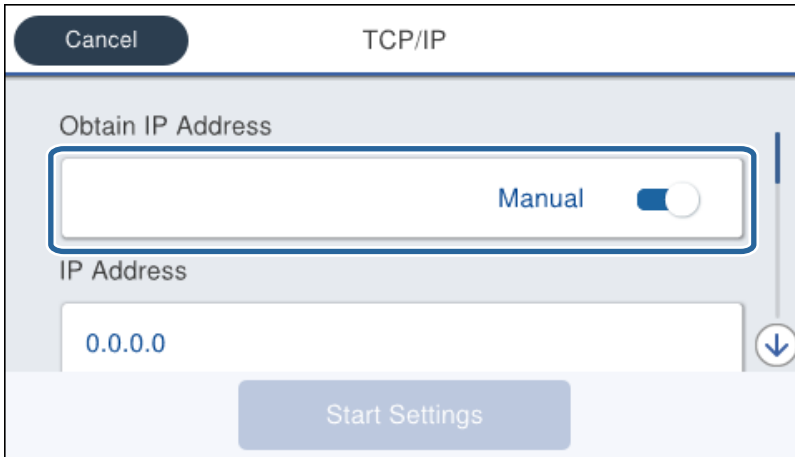 Cancel
TCP/IP
Obtain IP Address
Manual
IP Address
0.0.0.0
Start Settings